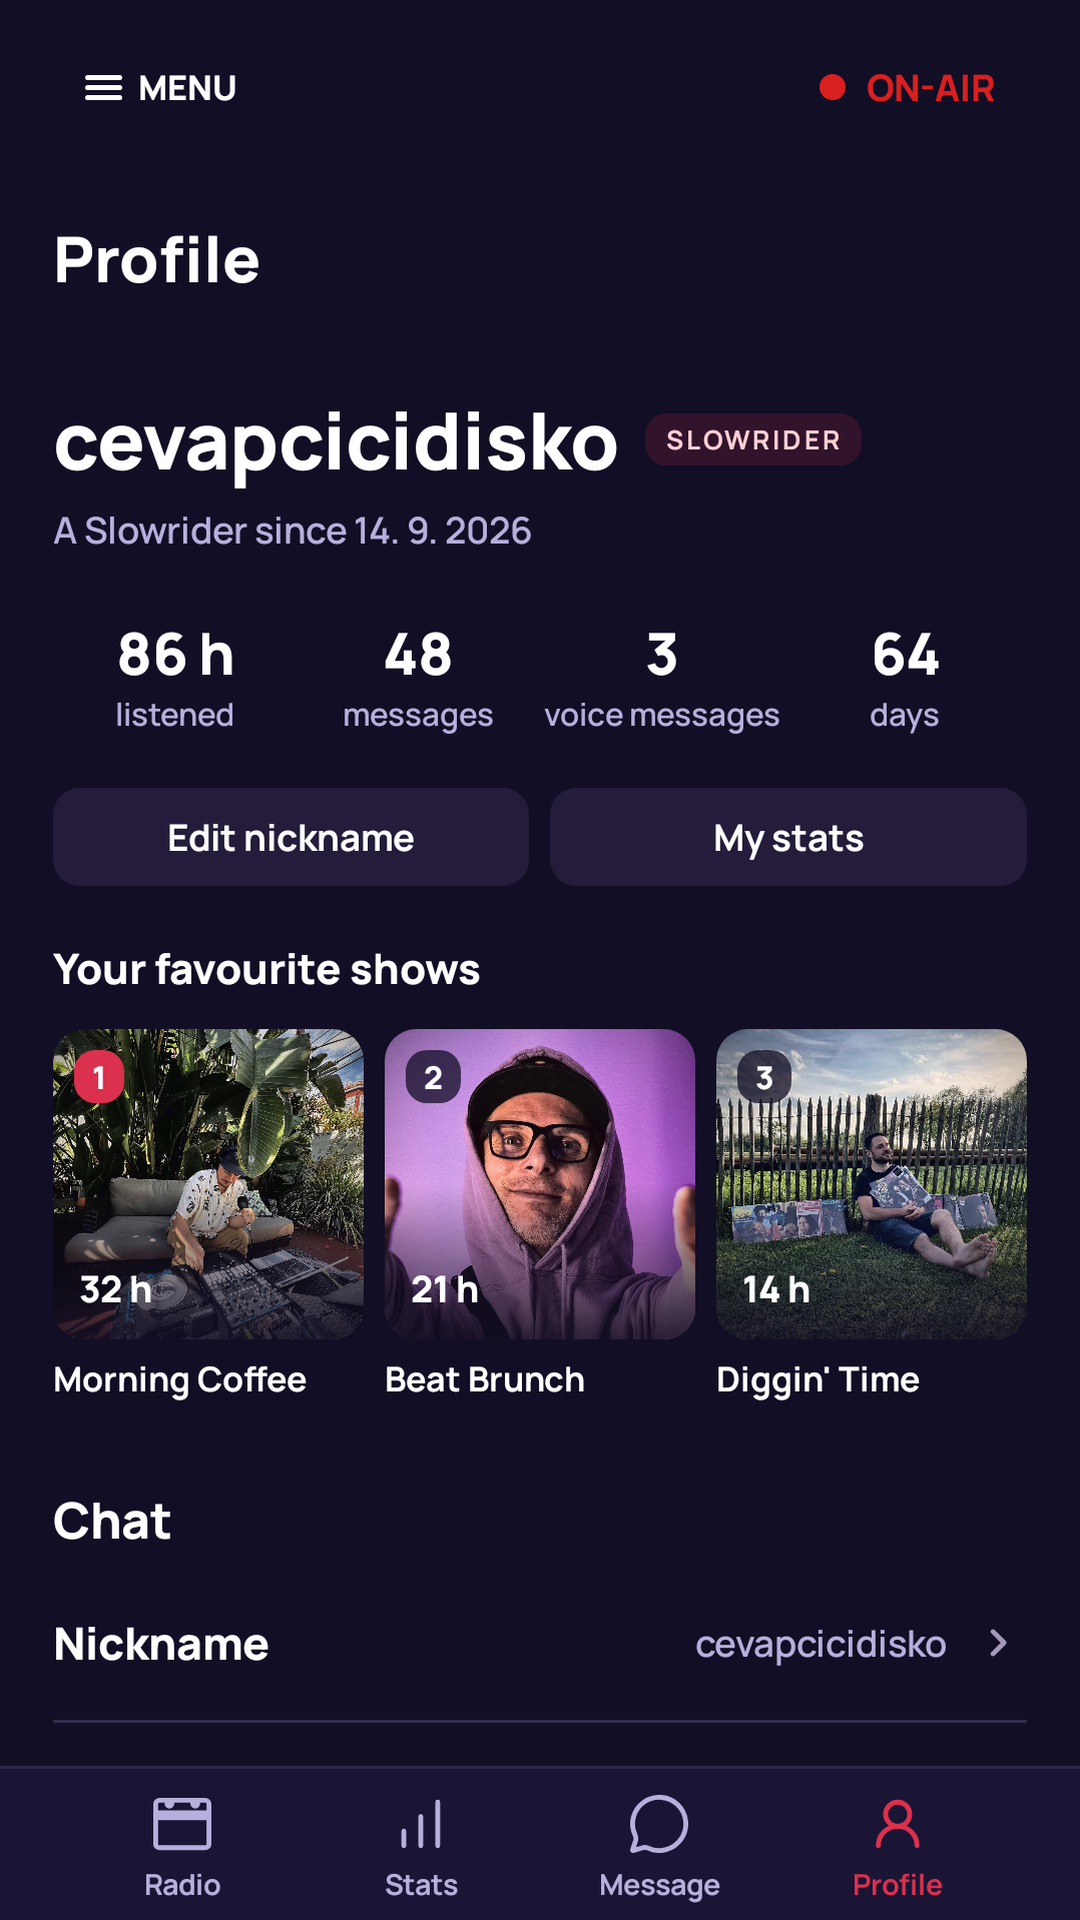 MENU
ON-AIR
Profile
cevapcicidisko SLOWRIDER
A Slowrider since 14. 9. 2026
86 h 48 3 64
listened messages voice messages days
Edit nickname My stats
Your favourite shows
1 2 3
32 h 21 h 14 h
Morning Coffee Beat Brunch Diggin' Time
Chat
Nickname cevapcicidisko
Radio Stats Message Profile